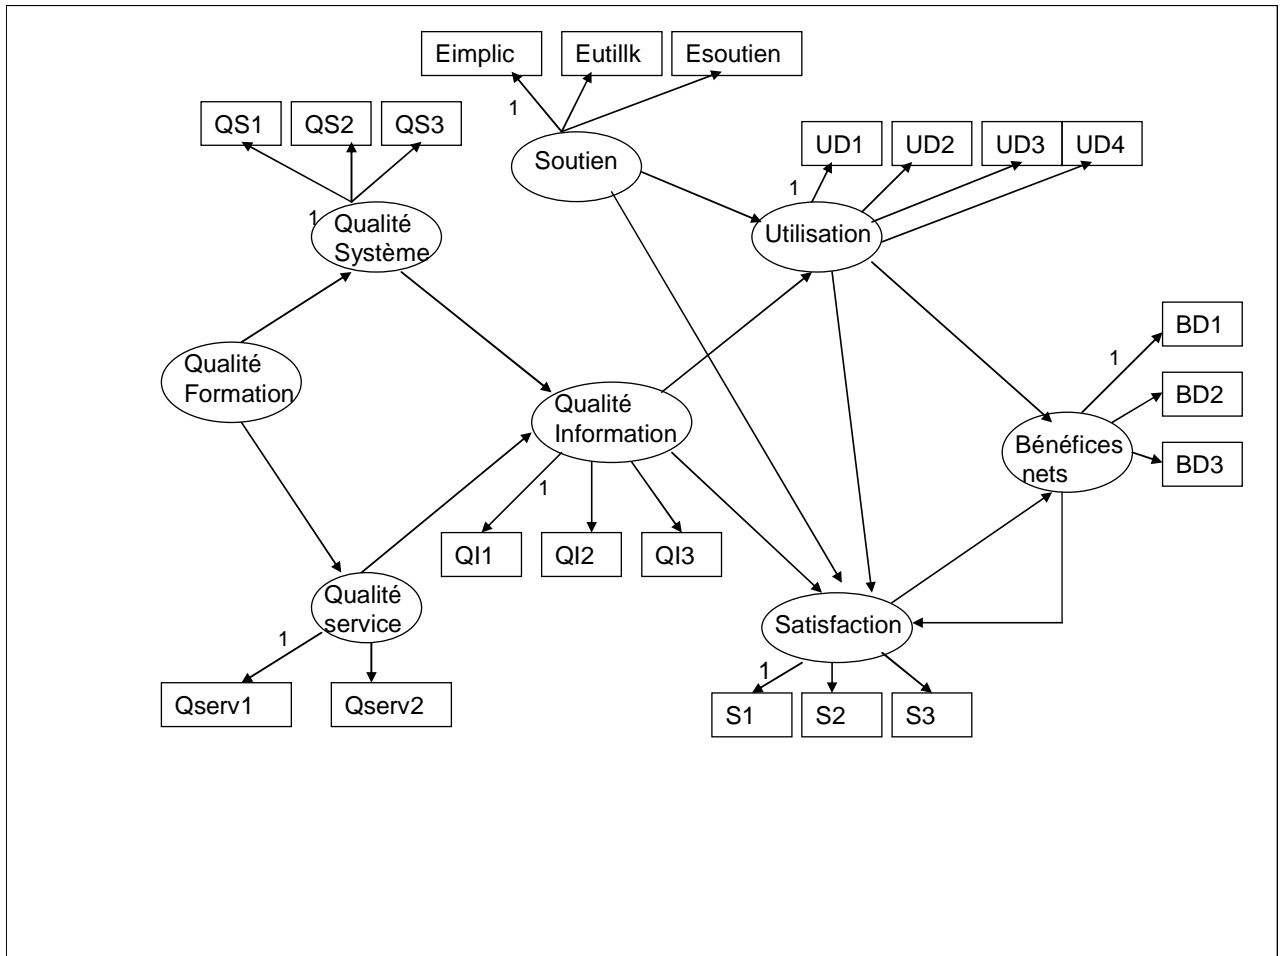 Eimplic
Eutillk
Esoutien
1
QS1
QS2
QS3
UD1
UD2
UD3
UD4
Soutien
1
1
Qualité
Système
Utilisation
BD1
1
Qualité
Formation
BD2
Qualité
Information
Bénéfices
nets
BD3
1
QI1
QI2
QI3
Qualité
service
1
Satisfaction
1
Qserv1
Qserv2
S1
S2
S3